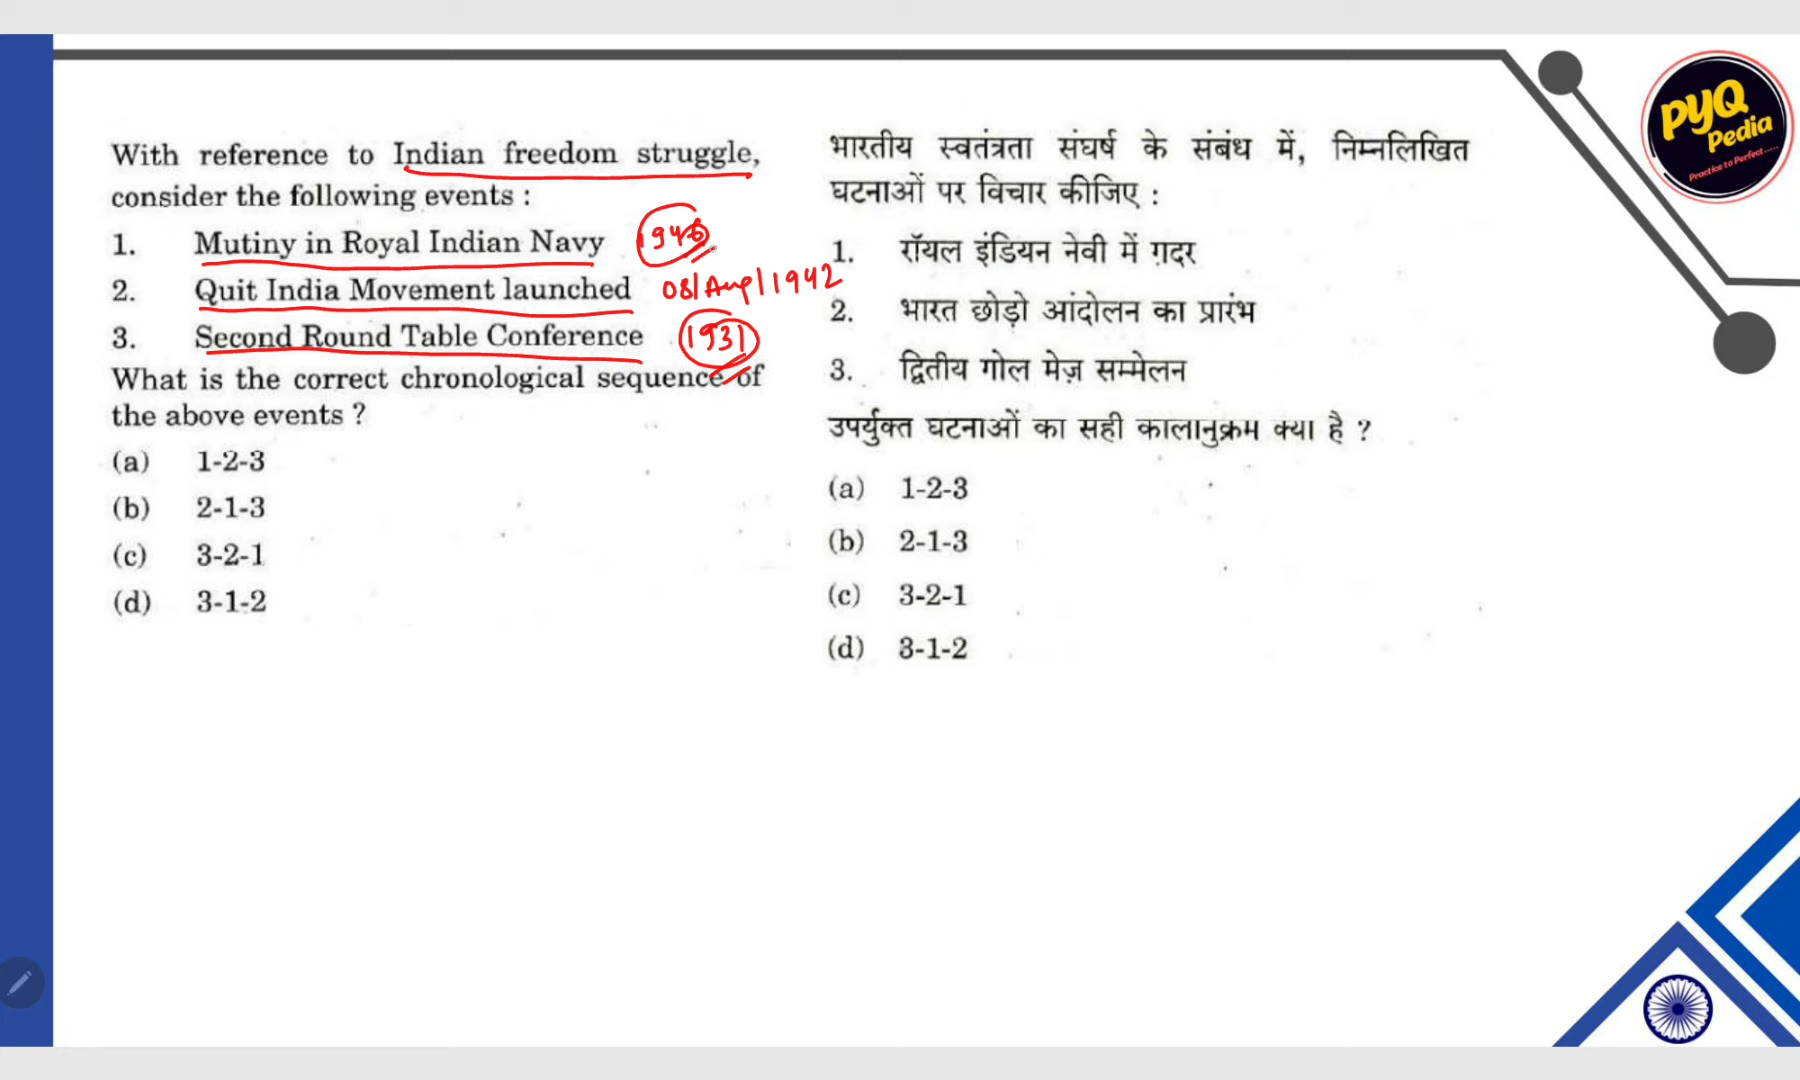 With reference to Indian freedom struggle,
consider the following events :
1. Mutiny in Royal Indian Navy 1946
2. Quit India Movement launched 08/Aug/1942
3. Second Round Table Conference 1931
What is the correct chronological sequence of
the above events ?
(a) 1-2-3
(b) 2-1-3
(c) 3-2-1
(d) 3-1-2
भारतीय स्वतंत्रता संघर्ष के संबंध में, निम्नलिखित
घटनाओं पर विचार कीजिए :
1. रॉयल इंडियन नेवी में ग़दर
2. भारत छोड़ो आंदोलन का प्रारंभ
3. द्वितीय गोल मेज़ सम्मेलन
उपर्युक्त घटनाओं का सही कालानुक्रम क्या है ?
(a) 1-2-3
(b) 2-1-3
(c) 3-2-1
(d) 3-1-2
PYQ
Pedia
Practice to Perfect.....